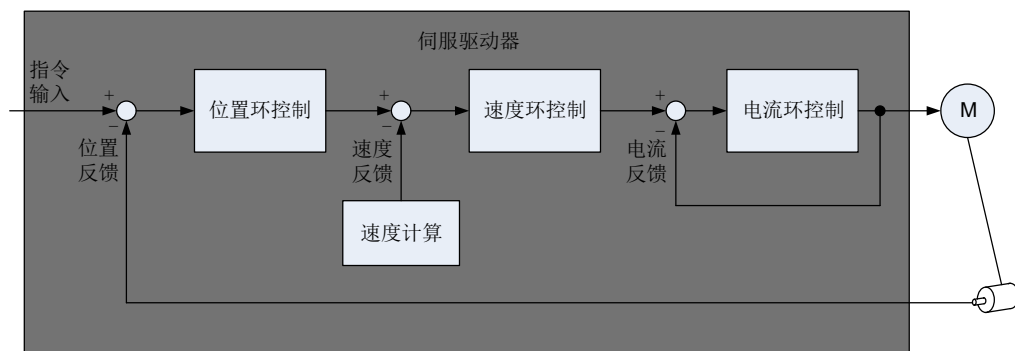 伺服驱动器
指令
输入
+
−
位置环控制
+
−
速度环控制
+
−
电流环控制
M
位置
反馈
速度
反馈
电流
反馈
速度计算